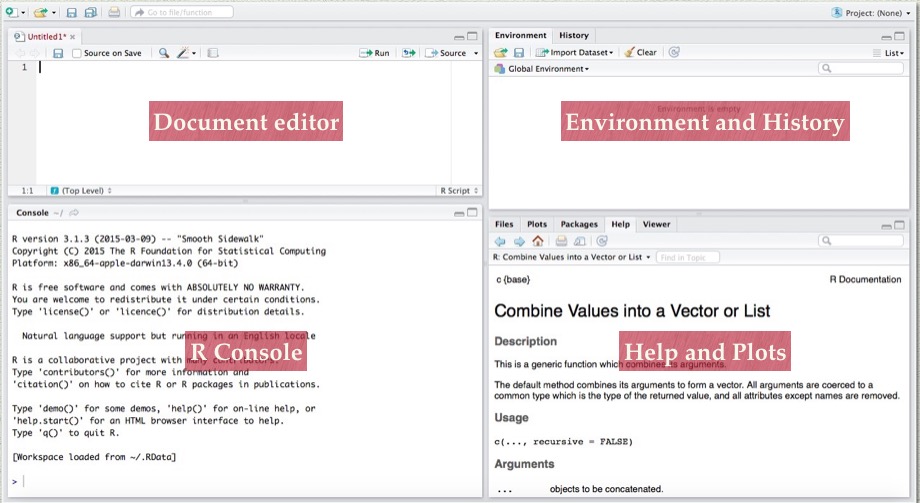 Go to file/function
Project: (None)
Untitled1*
Source on Save
Run
Source
1
Document editor
1:1
(Top Level)
R Script
Environment
History
Import Dataset
Clear
List
Global Environment
Environment is empty
Environment and History
Console ~/
R version 3.1.3 (2015-03-09) -- "Smooth Sidewalk"
Copyright (C) 2015 The R Foundation for Statistical Computing
Platform: x86_64-apple-darwin13.4.0 (64-bit)
R is free software and comes with ABSOLUTELY NO WARRANTY.
You are welcome to redistribute it under certain conditions.
Type 'license()' or 'licence()' for distribution details.
Natural language support but running in an English locale
R is a collaborative project with many contributors.
Type 'contributors()' for more information and
'citation()' on how to cite R or R packages in publications.
Type 'demo()' for some demos, 'help()' for on-line help, or
'help.start()' for an HTML browser interface to help.
Type 'q()' to quit R.
[Workspace loaded from ~/.RData]
>
R Console
Files
Plots
Packages
Help
Viewer
R: Combine Values into a Vector or List
Find in Topic
c {base}
R Documentation
Combine Values into a Vector or List
Description
This is a generic function which combines its arguments.
The default method combines its arguments to form a vector. All arguments are coerced to a
common type which is the type of the returned value, and all attributes except names are removed.
Usage
c(..., recursive = FALSE)
Arguments
... objects to be concatenated.
Help and Plots